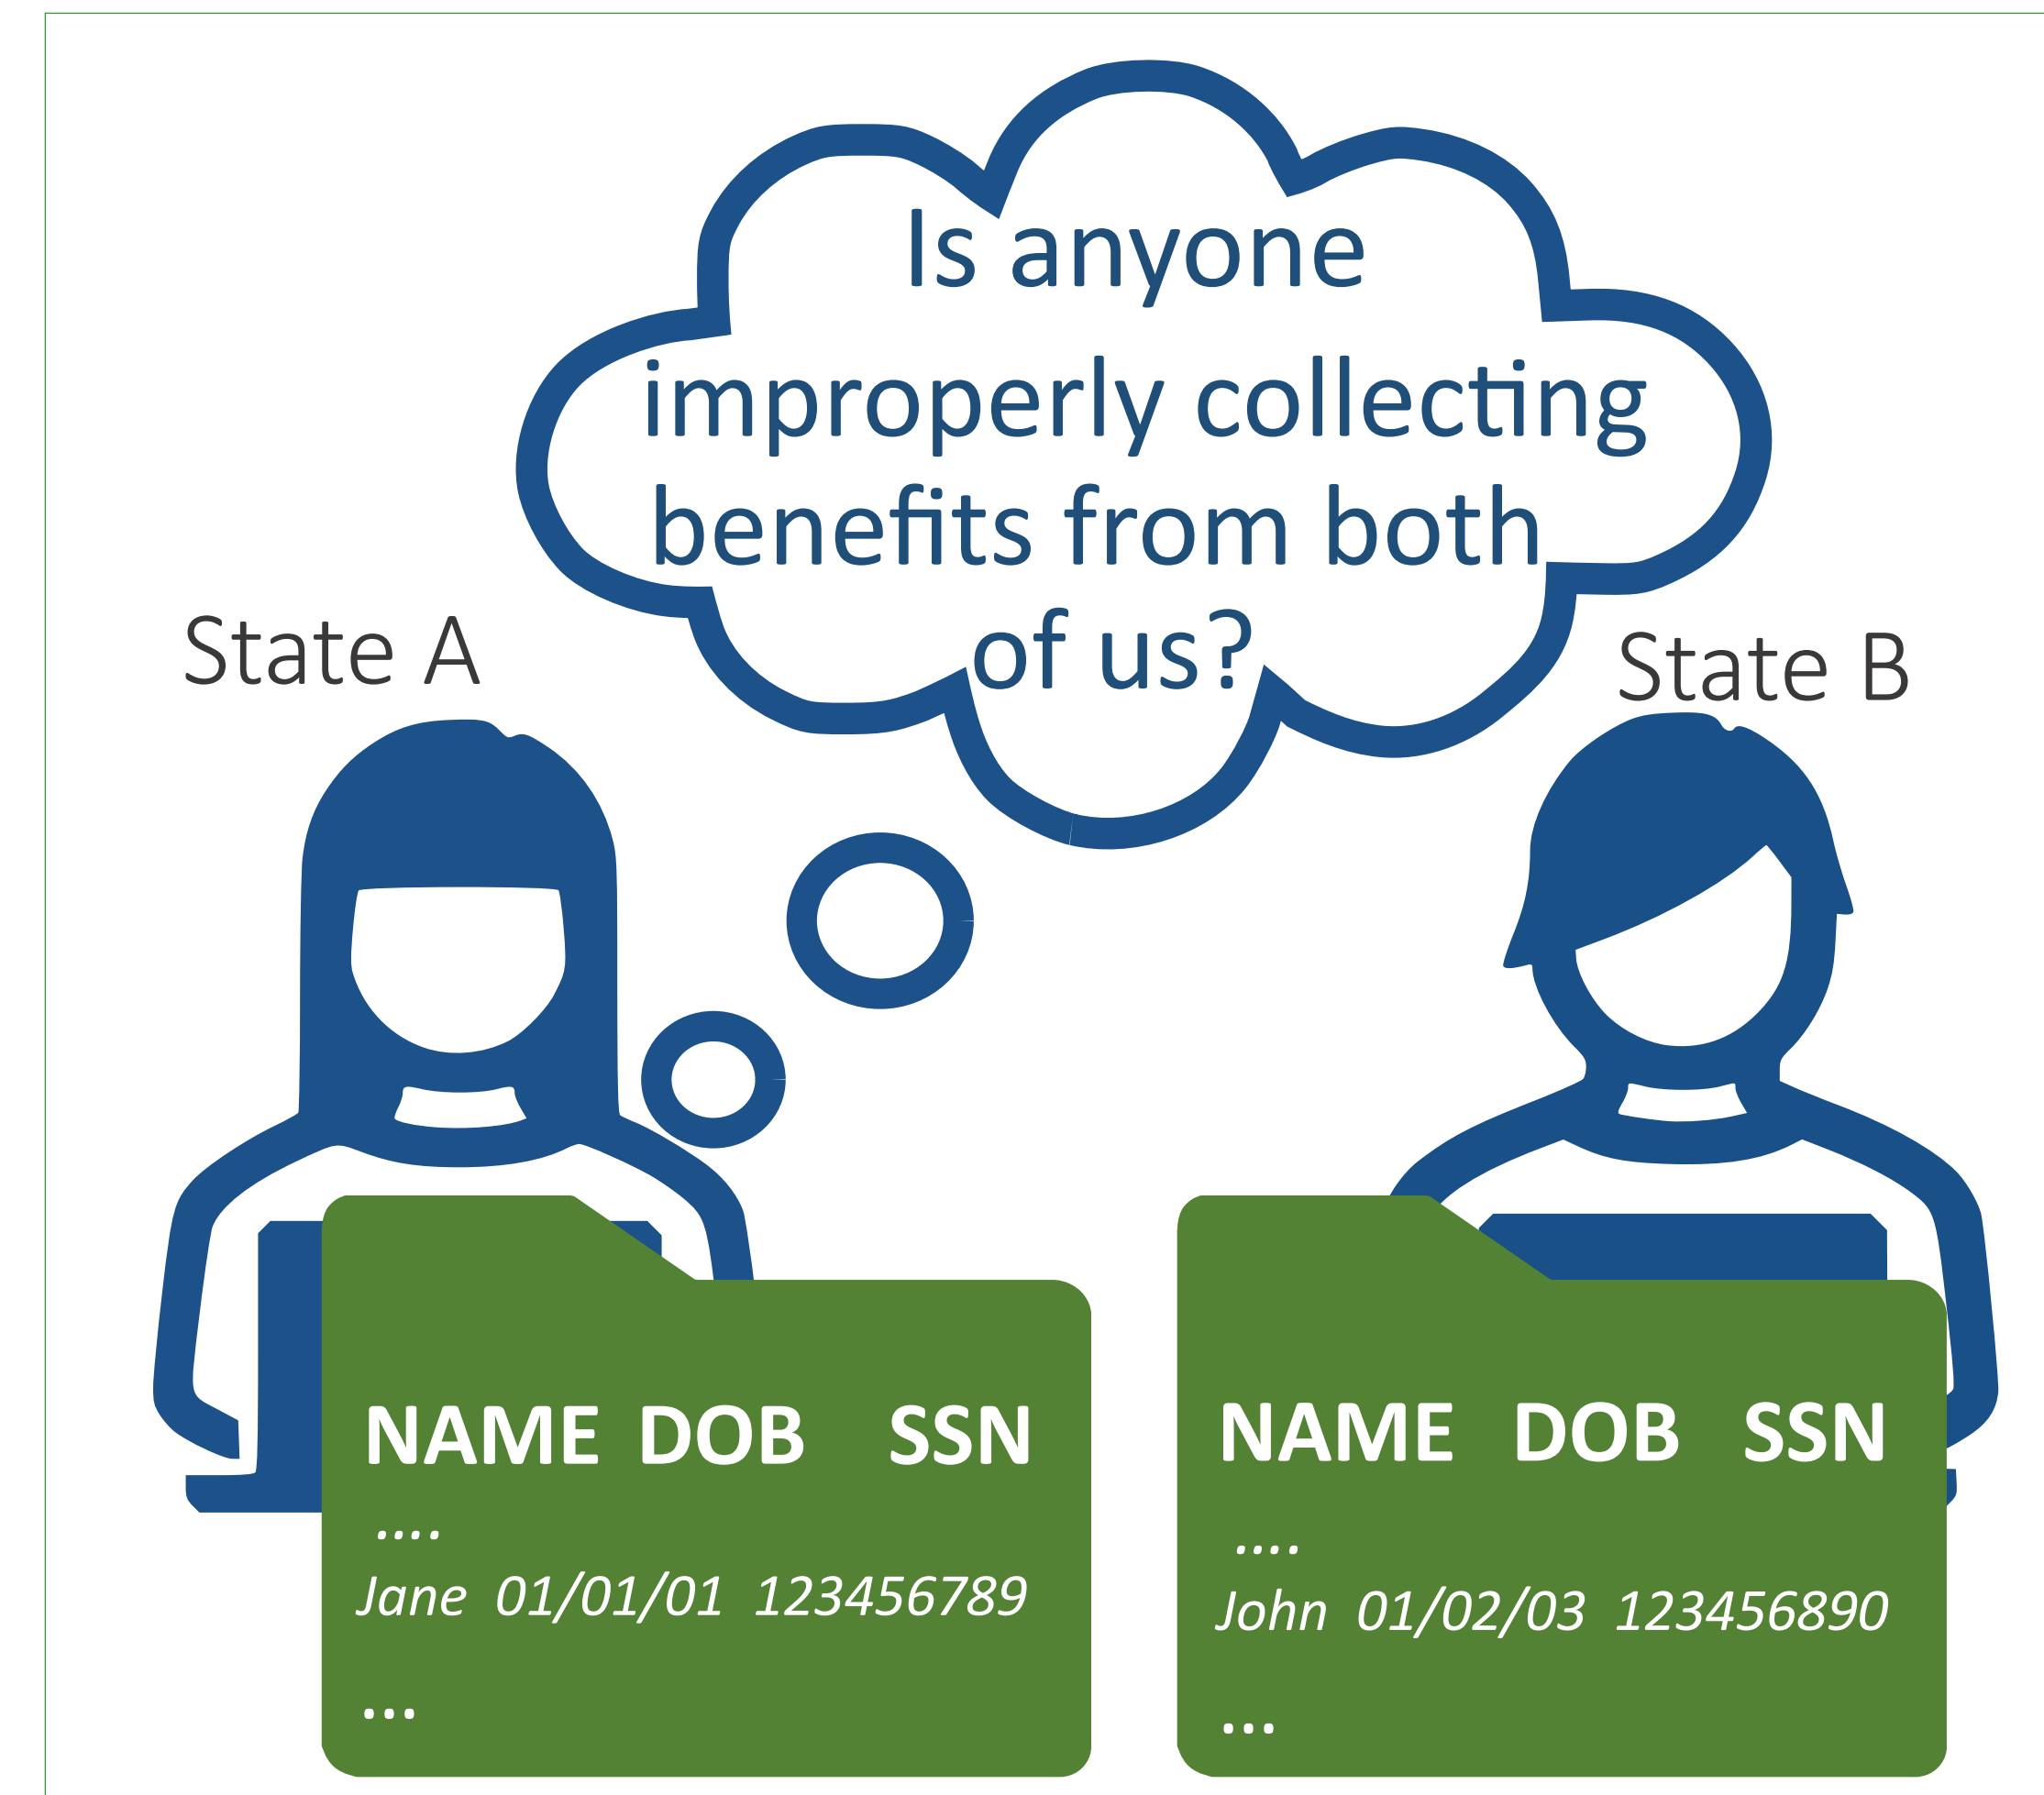 Is anyone
improperly collecting
benefits from both
of us?
State A
State B
NAME DOB SSN
....
Jane 01/01/01 123456789
...
NAME DOB SSN
....
John 01/02/03 123456890
...